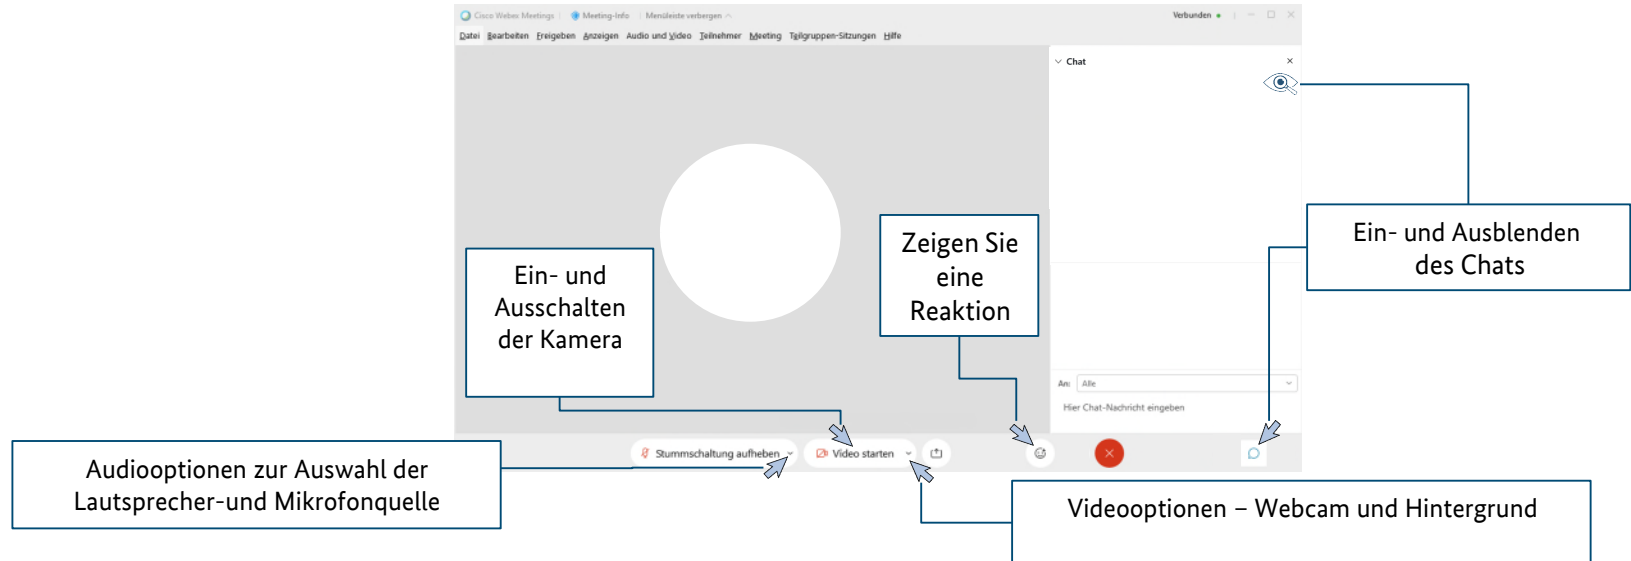 Cisco Webex Meetings Meeting-Info Menüleiste verbergen Verbunden
Datei Bearbeiten Freigeben Anzeigen Audio und Video Teilnehmer Meeting Teilgruppen-Sitzungen Hilfe
Chat
Ein- und Ausblenden
des Chats
Zeigen Sie
eine
Reaktion
Ein- und
Ausschalten
der Kamera
An: Alle
Hier Chat-Nachricht eingeben
Stummschaltung aufheben Video starten
Audiooptionen zur Auswahl der
Lautsprecher-und Mikrofonquelle
Videooptionen – Webcam und Hintergrund